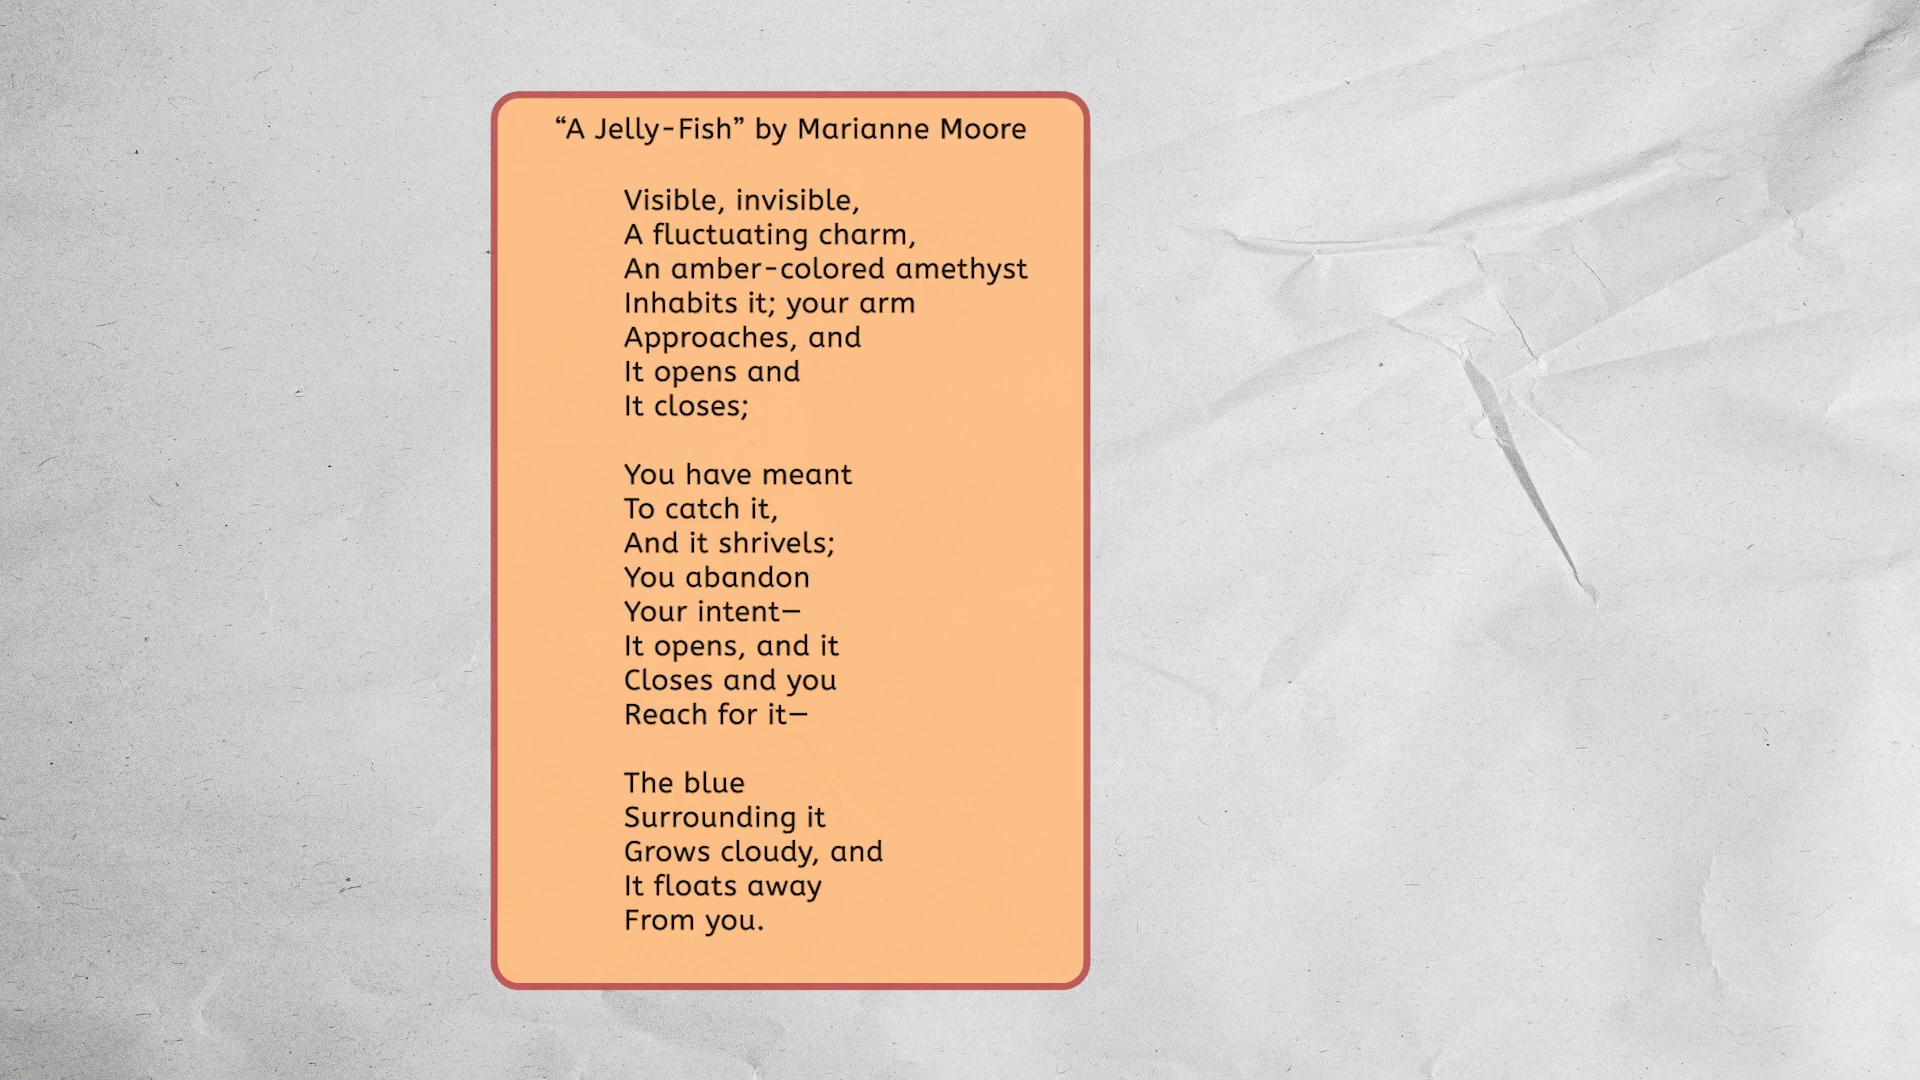 “A Jelly-Fish” by Marianne Moore
Visible, invisible,
A fluctuating charm,
An amber-colored amethyst
Inhabits it; your arm
Approaches, and
It opens and
It closes;
You have meant
To catch it,
And it shrivels;
You abandon
Your intent—
It opens, and it
Closes and you
Reach for it—
The blue
Surrounding it
Grows cloudy, and
It floats away
From you.